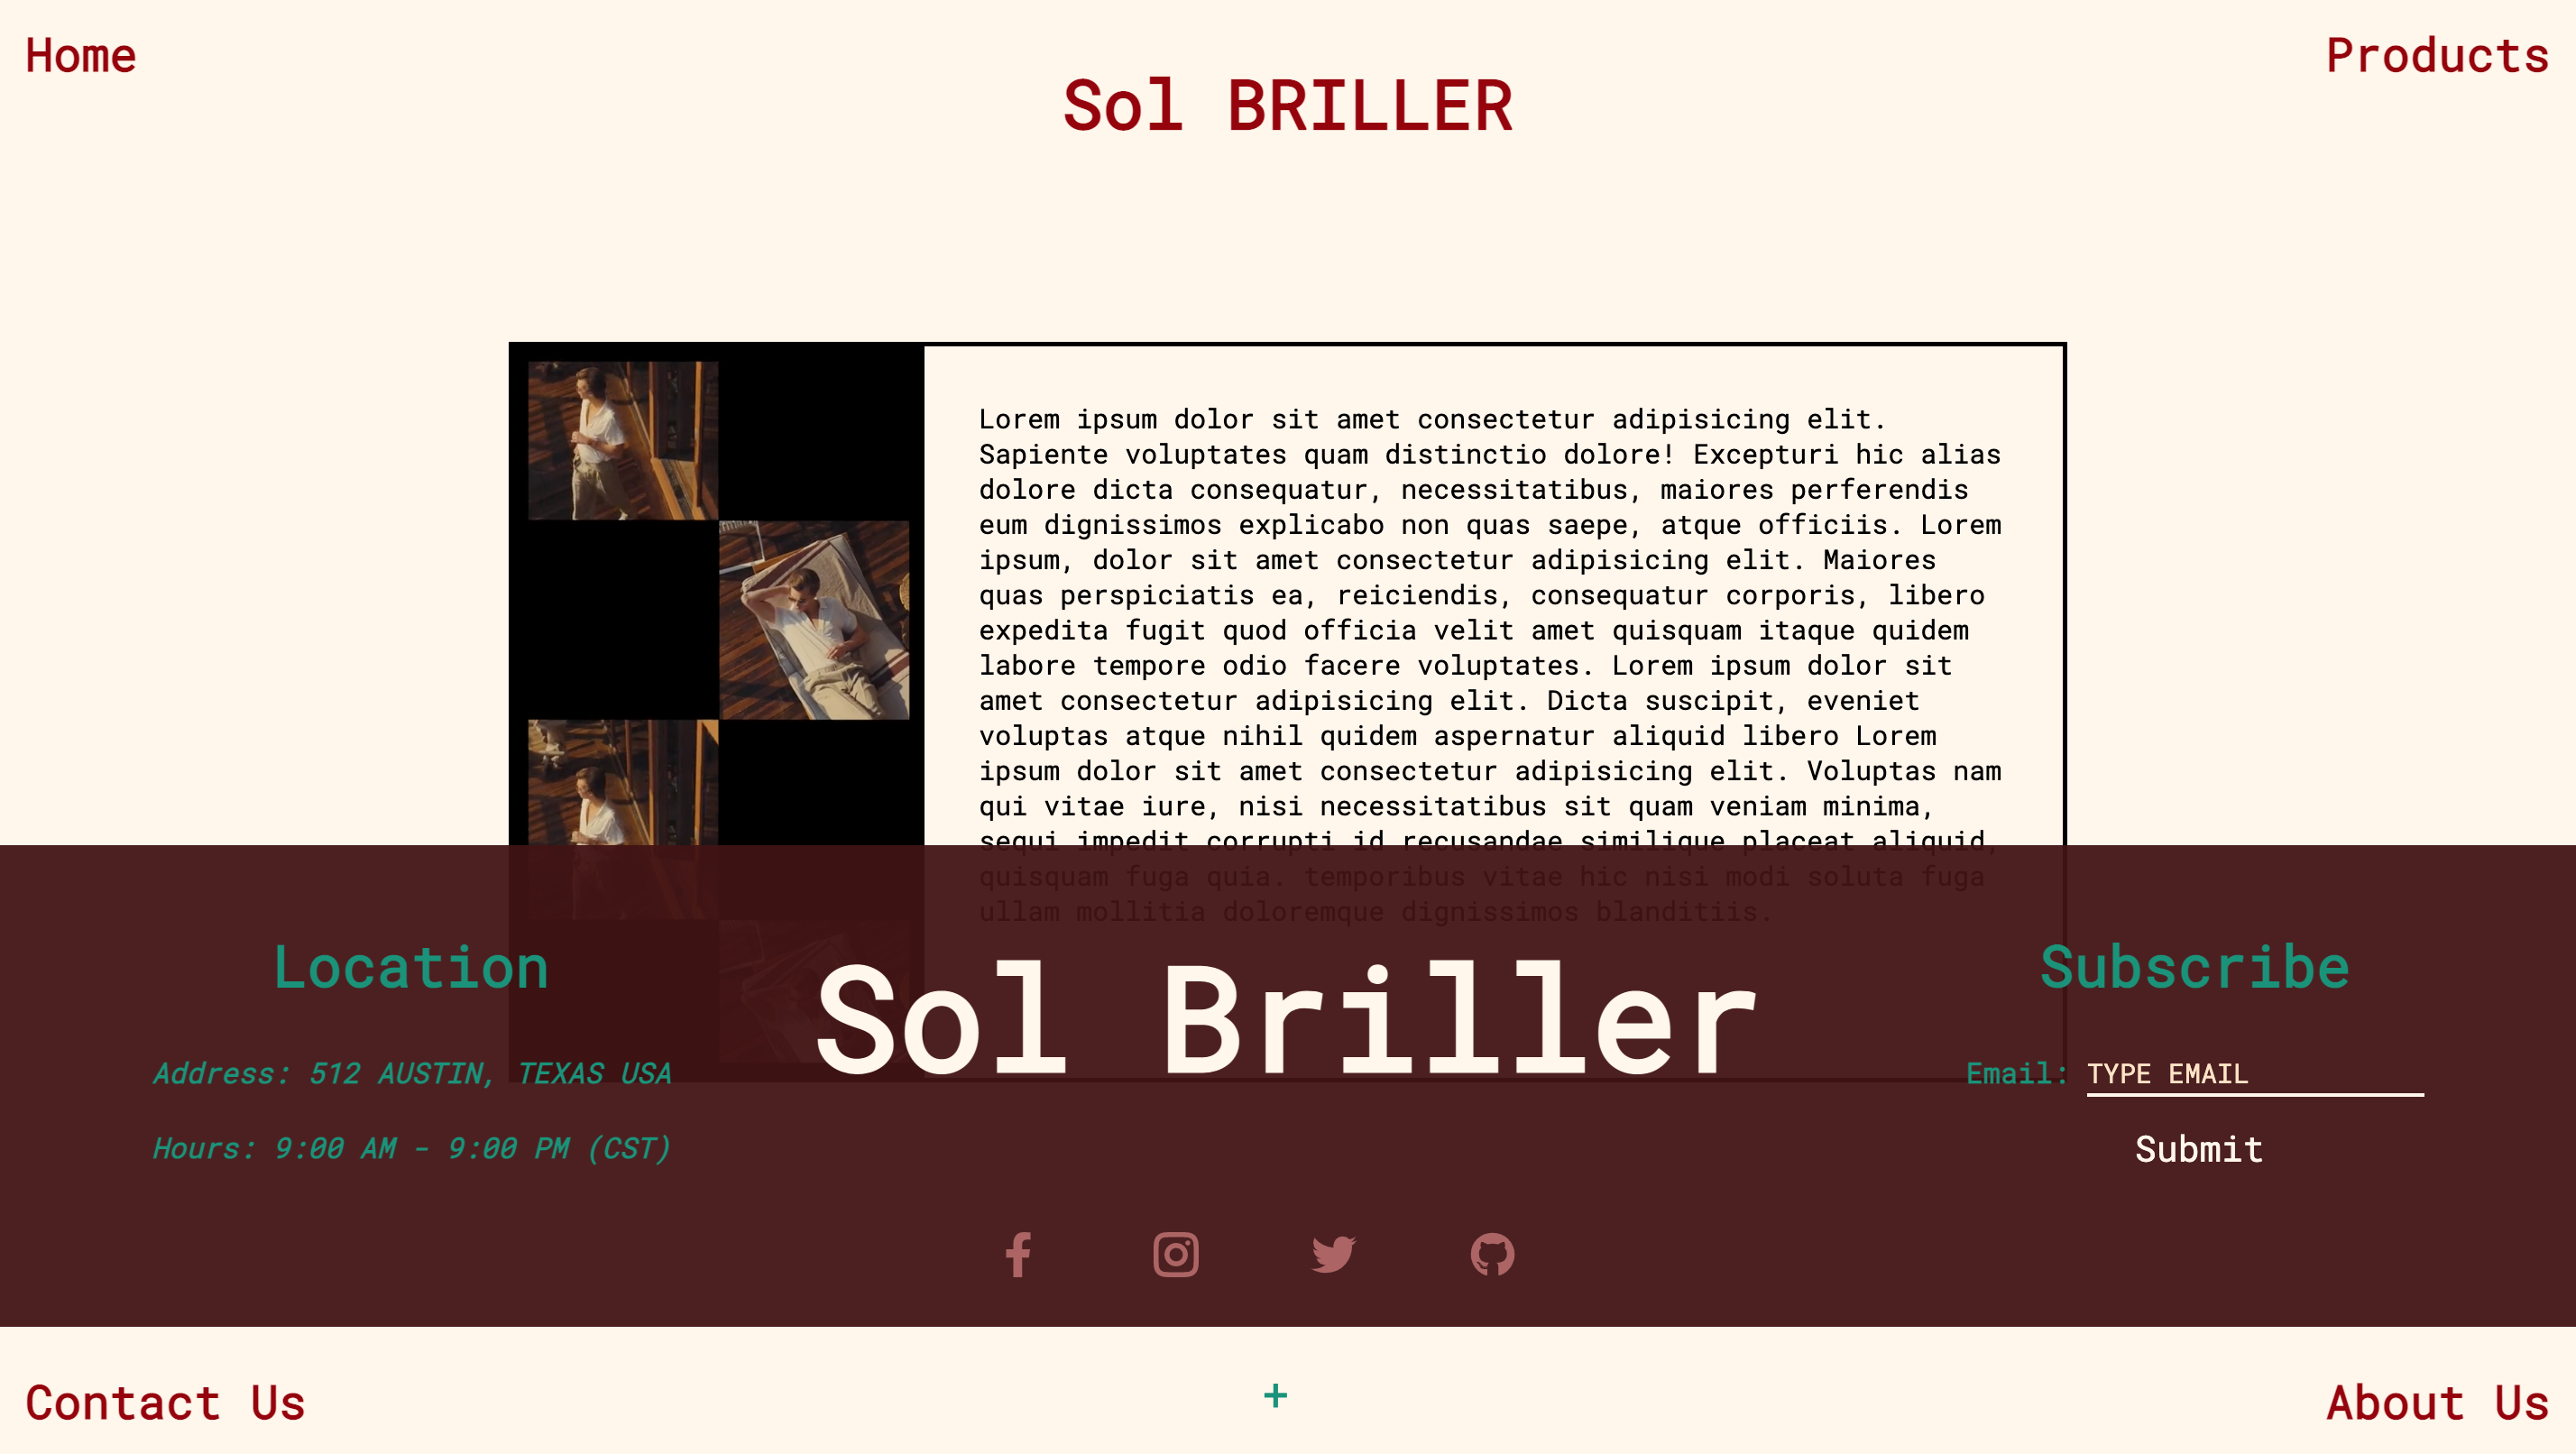 Home
Products
Sol BRILLER
Lorem ipsum dolor sit amet consectetur adipisicing elit.
Sapiente voluptates quam distinctio dolore! Excepturi hic alias
dolore dicta consequatur, necessitatibus, maiores perferendis
eum dignissimos explicabo non quas saepe, atque officiis. Lorem
ipsum, dolor sit amet consectetur adipisicing elit. Maiores
quas perspiciatis ea, reiciendis, consequatur corporis, libero
expedita fugit quod officia velit amet quisquam itaque quidem
labore tempore odio facere voluptates. Lorem ipsum dolor sit
amet consectetur adipisicing elit. Dicta suscipit, eveniet
voluptas atque nihil quidem aspernatur aliquid libero Lorem
ipsum dolor sit amet consectetur adipisicing elit. Voluptas nam
qui vitae iure, nisi necessitatibus sit quam veniam minima,
sequi impedit corrupti id recusandae similique placeat aliquid,
quisquam fuga quia. temporibus vitae hic nisi modi soluta fuga
ullam mollitia doloremque dignissimos blanditiis.
Location
Address: 512 AUSTIN, TEXAS USA
Hours: 9:00 AM - 9:00 PM (CST)
Sol Briller
Subscribe
Email: TYPE EMAIL
Submit
Contact Us
+
About Us